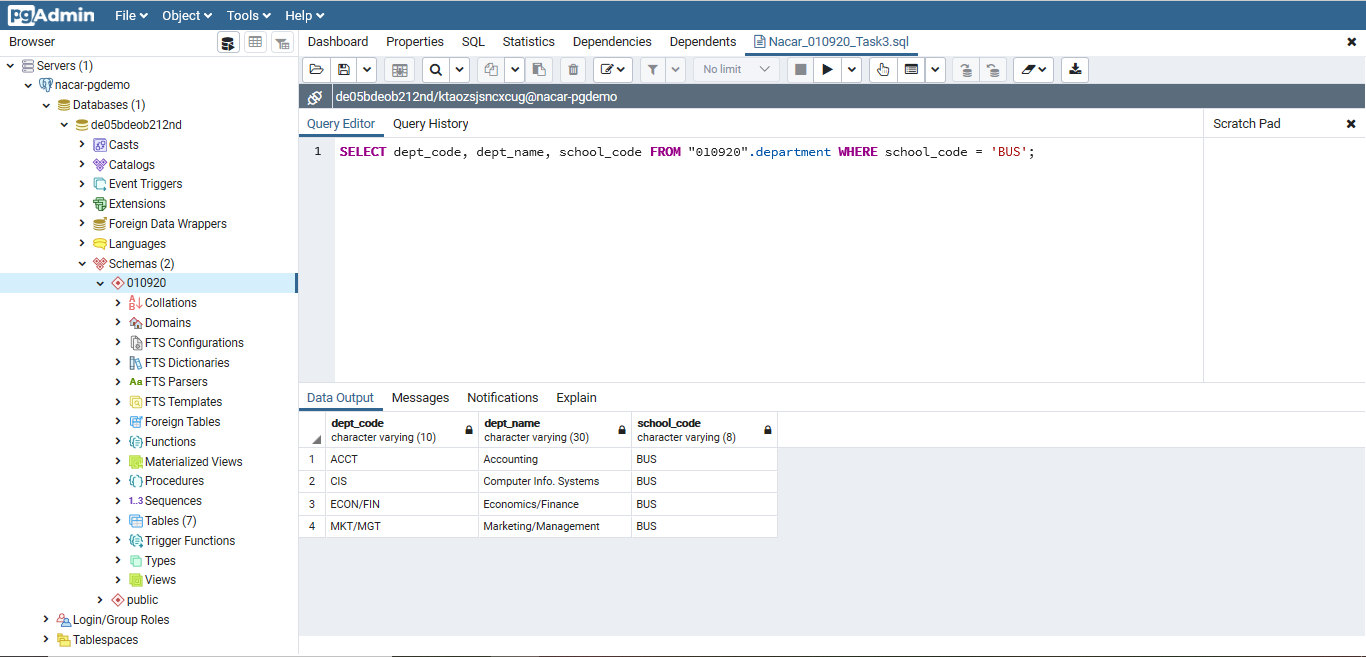 pgAdmin File Object Tools Help
Browser
Dashboard Properties SQL Statistics Dependencies Dependents Nacar_010920_Task3.sql
No limit
de05bdeob212nd/ktaozsjsncxcug@nacar-pgdemo
Query Editor Query History
Scratch Pad
1 SELECT dept_code, dept_name, school_code FROM "010920".department WHERE school_code = 'BUS';
Servers (1)
nacar-pgdemo
Databases (1)
de05bdeob212nd
Casts
Catalogs
Event Triggers
Extensions
Foreign Data Wrappers
Languages
Schemas (2)
010920
Collations
Domains
FTS Configurations
FTS Dictionaries
Aa FTS Parsers
FTS Templates
Foreign Tables
Functions
Materialized Views
Procedures
1..3 Sequences
Tables (7)
Trigger Functions
Types
Views
public
Login/Group Roles
Tablespaces
Data Output Messages Notifications Explain
dept_code dept_name school_code
character varying (10) character varying (30) character varying (8)
1 ACCT Accounting BUS
2 CIS Computer Info. Systems BUS
3 ECON/FIN Economics/Finance BUS
4 MKT/MGT Marketing/Management BUS